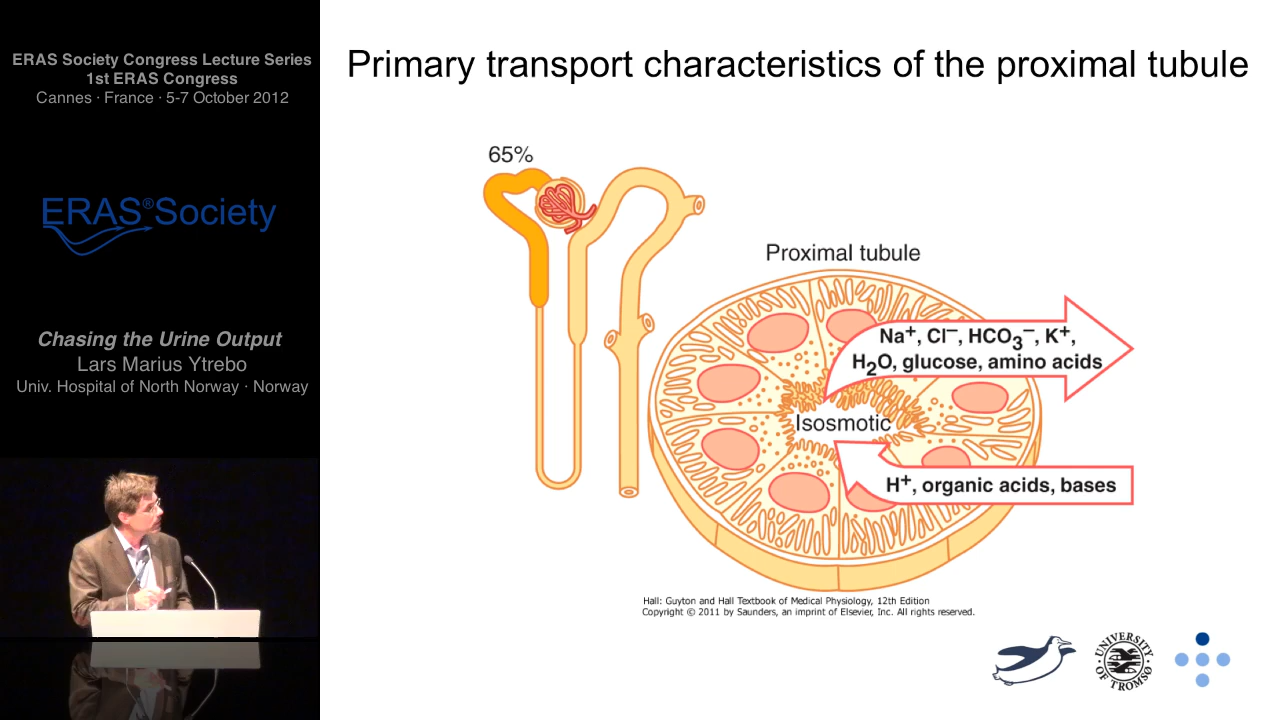 ERAS Society Congress Lecture Series
1st ERAS Congress
Cannes · France · 5-7 October 2012
ERAS®Society
Chasing the Urine Output
Lars Marius Ytrebo
Univ. Hospital of North Norway · Norway
Primary transport characteristics of the proximal tubule
65%
Proximal tubule
Na⁺, Cl⁻, HCO₃⁻, K⁺,
H₂O, glucose, amino acids
Isosmotic
H⁺, organic acids, bases
Hall: Guyton and Hall Textbook of Medical Physiology, 12th Edition
Copyright © 2011 by Saunders, an imprint of Elsevier, Inc. All rights reserved.
UNIVERSITY
OF TROMSØ